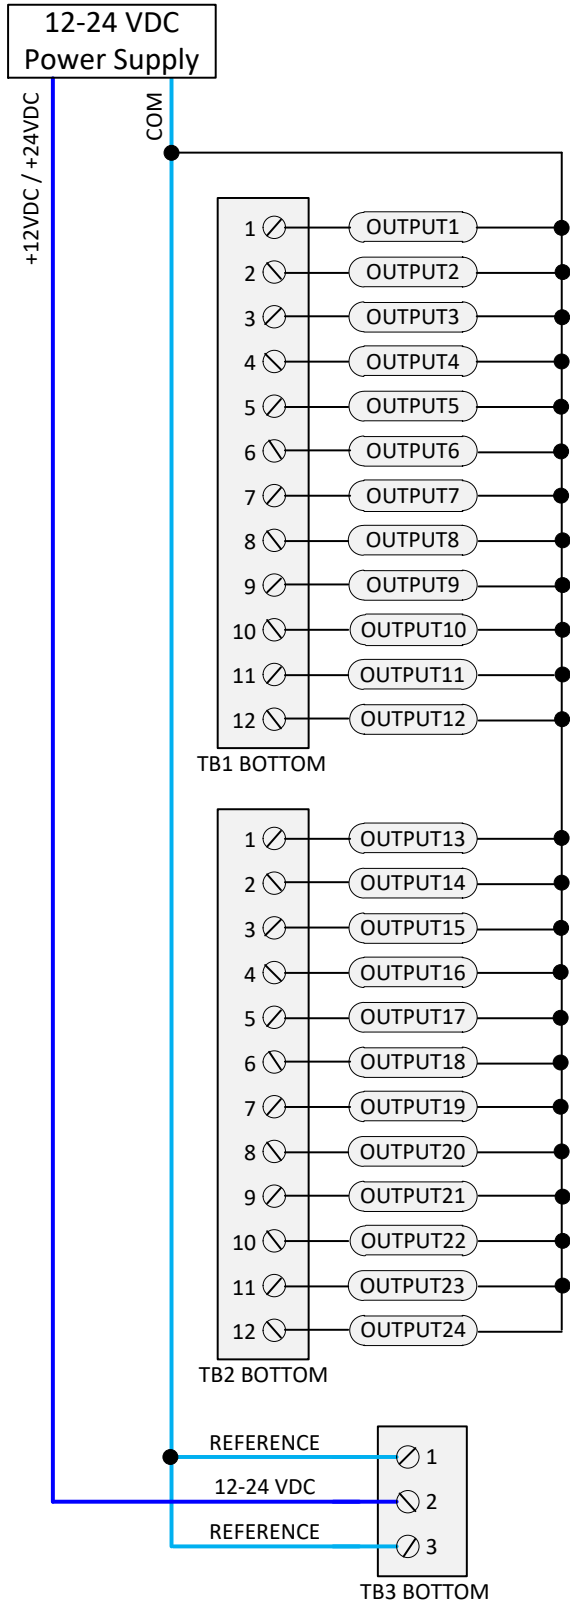 12-24 VDC
Power Supply
+12VDC / +24VDC
COM
1 OUTPUT1
2 OUTPUT2
3 OUTPUT3
4 OUTPUT4
5 OUTPUT5
6 OUTPUT6
7 OUTPUT7
8 OUTPUT8
9 OUTPUT9
10 OUTPUT10
11 OUTPUT11
12 OUTPUT12
TB1 BOTTOM
1 OUTPUT13
2 OUTPUT14
3 OUTPUT15
4 OUTPUT16
5 OUTPUT17
6 OUTPUT18
7 OUTPUT19
8 OUTPUT20
9 OUTPUT21
10 OUTPUT22
11 OUTPUT23
12 OUTPUT24
TB2 BOTTOM
REFERENCE 1
12-24 VDC 2
REFERENCE 3
TB3 BOTTOM